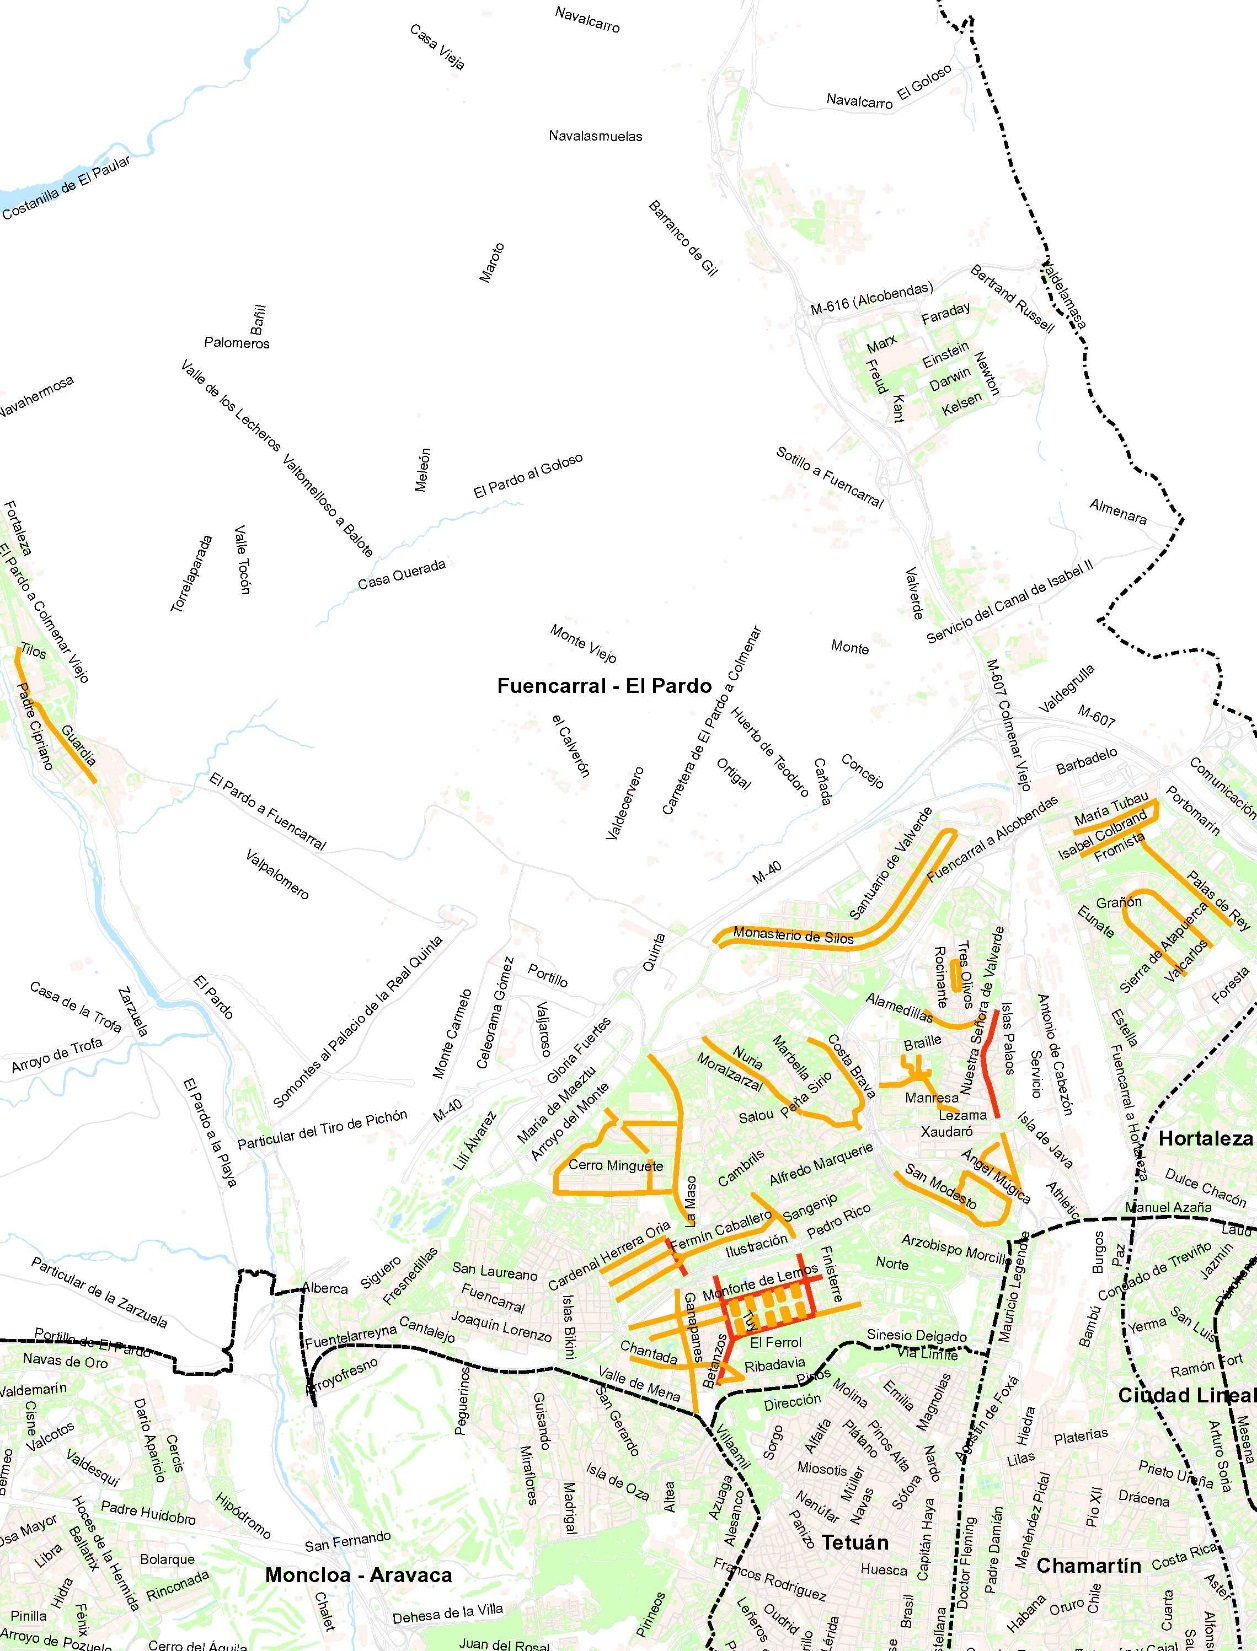 Navalcarro
Casa Vieja
El Goloso
Navalcarro
Navalasmuelas
Costanilla de El Paular
Barranco de Gil
Maroto
Valdelamasa
Bertrand Russell
M-616 (Alcobendas)
Faraday
Bañil
Palomeros
Marx
Einstein
Newton
Freud
Darwin
Kant
Kelsen
Navahermosa
Valle de los Lecheros
Valtomelloso a Balote
Meleón
El Pardo al Goloso
Sotillo a Fuencarral
Almenara
Fortaleza
El Pardo a Colmenar Viejo
Torrelaparada
Valle Tocón
Casa Querada
Valverde
Servicio del Canal de Isabel II
Monte Viejo
Monte
Tilos
Fuencarral - El Pardo
Carretera de El Pardo a Colmenar
M-607 Colmenar Viejo
Valdegrulla
M-607
Padre Cipriano
Guardia
el Calverón
Huerto de Teodoro
Ortigal
Cañada
Concejo
Barbadelo
Comunicación
El Pardo a Fuencarral
Valdecervero
María Tubau
Portomarin
Isabel Colbrand
Fromista
Fuencarral a Alcobendas
Santuario de Valverde
M-40
Valpalomero
Palas de Rey
Grañón
Eunate
Sierra de Atapuerca
Valcarlos
Monasterio de Silos
Quinta
Tres Olivos
Rocinante
Foresta
Casa de la Trofa
Zarzuela
El Pardo
Somontes al Palacio de la Real Quinta
Portillo
Monte Carmelo
Celeorama Gómez
Vallaroso
Alamedillas
Nuestra Señora de Valverde
Islas Palaos
Antonio de Cabezón
Servicio
Estella
Fuencarral a Hortaleza
Arroyo de Trofa
Gloria Fuertes
Braille
Nuria
Marbella
Costa Brava
Moralzarzal
Peña Sirio
Salou
Manresa
Lezama
Xaudaró
El Pardo a la Playa
Particular del Tiro de Pichón
M-40
María de Maeztu
Arroyo del Monte
Lili Álvarez
Isla de Java
Hortaleza
Cerro Minguete
Cambrils
Alfredo Marquerie
Angel Mugica
San Modesto
Dulce Chacón
La Maso
Athletic
Manuel Azaña
Fermín Caballero
Sangenjo
Pedro Rico
Cardenal Herrera Oria
Ilustración
Arzobispo Morcillo
Norte
Mauricio Legendre
Burgos
Paz
Condado de Treviño
Jazmin
Particular de la Zarzuela
Alberca
Siguero
Fresnedillas
San Laureano
Fuencarral
Joaquín Lorenzo
Islas Bikini
Monforte de Lemos
Finisterre
Ganapanes
Tuy
Bambú
Yerma
San Luis
Portillo de El Pardo
Navas de Oro
Fuentelarreyna
Cantalejo
Arroyofresno
Chantada
Betanzos
El Ferrol
Ribadavia
Sinesio Delgado
Vía Límite
Ramón Fort
Valdemarín
Valle de Mena
Pinos
Dirección
Molina
Emilia
Magnolias
Agustín de Foxá
Ciudad Lineal
Cisne
Valcotos
Darío Aparicio
Cercis
Peguerinos
Guisando
San Gerardo
Villaamil
Sorgo
Alfalfa
Plátano
Pinos Alta
Hiedra
Platerías
Arturo Soria
Mesena
Valdesquí
Miraflores
Madrigal
Isla de Oza
Altea
Miosotis
Müller
Nardo
Lilas
Prieto Ureña
Hipódromo
Padre Huidobro
Hoces de la Hermida
Bellatrix
Azuaga
Alesanco
Nenúfar
Panizo
Navas
Sófora
Capitán Haya
Menéndez Pidal
Pío XII
Drácena
Libra
San Fernando
Tetuán
Doctor Fleming
Padre Damián
Chamartín
Costa Rica
Bolarque
Rinconada
Moncloa - Aravaca
Huesca
Francos Rodríguez
Hidra
Fénix
Pinilla
Chalet
Dehesa de la Villa
Pirineos
Oudrid
Brasil
Habana
Oruro
Chile
Cuarta
Aster
Arroyo de Pozuelo
Cerro del Águila
Juan del Rosal